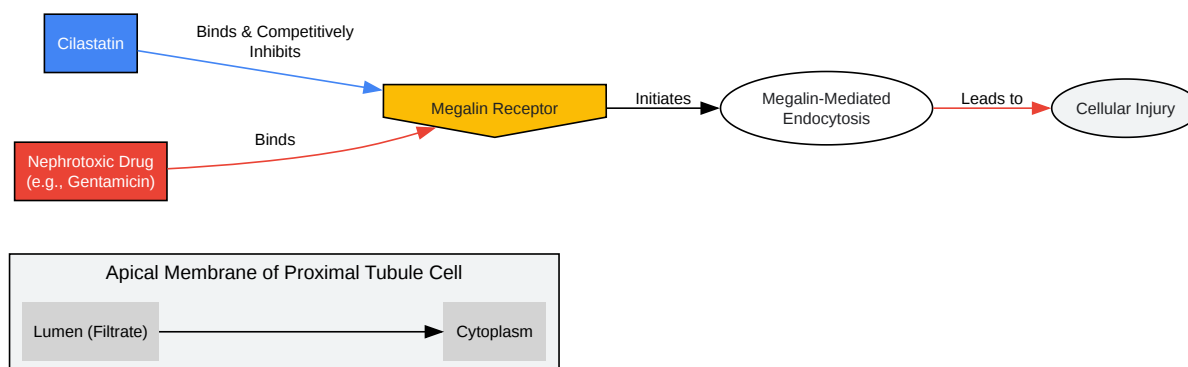 Cilastatin
Binds & Competitively
Inhibits
Megalin Receptor
Initiates
Megalin-Mediated
Endocytosis
Leads to
Cellular Injury
Binds
Nephrotoxic Drug
(e.g., Gentamicin)
Apical Membrane of Proximal Tubule Cell
Lumen (Filtrate)
Cytoplasm